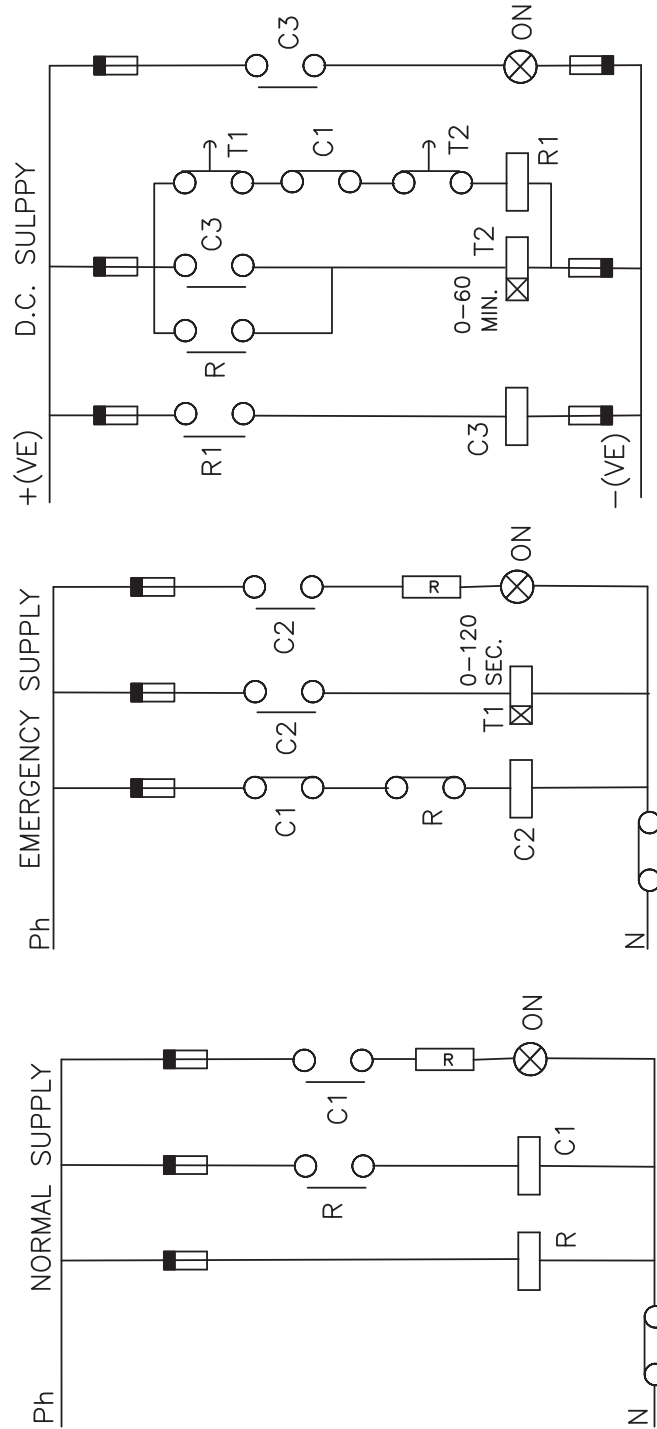 NORMAL SUPPLY
Ph
R
C1
R
R
C1
ON
N
EMERGENCY SUPPLY
Ph
C1
C2
C2
R
R
C2
T1
0-120
SEC.
ON
N
D.C. SULPPY
+(VE)
R1
R
C3
T1
C1
T2
C3
C3
0-60
MIN.
T2
R1
ON
-(VE)